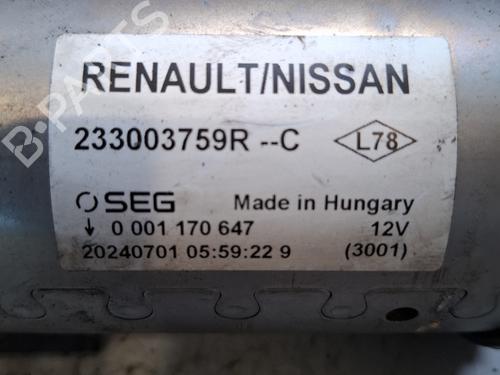 RENAULT/NISSAN
233003759R --C L78
SEG Made in Hungary
0 001 170 647 12V
20240701 05:59:22 9 (3001)
B-PARTS